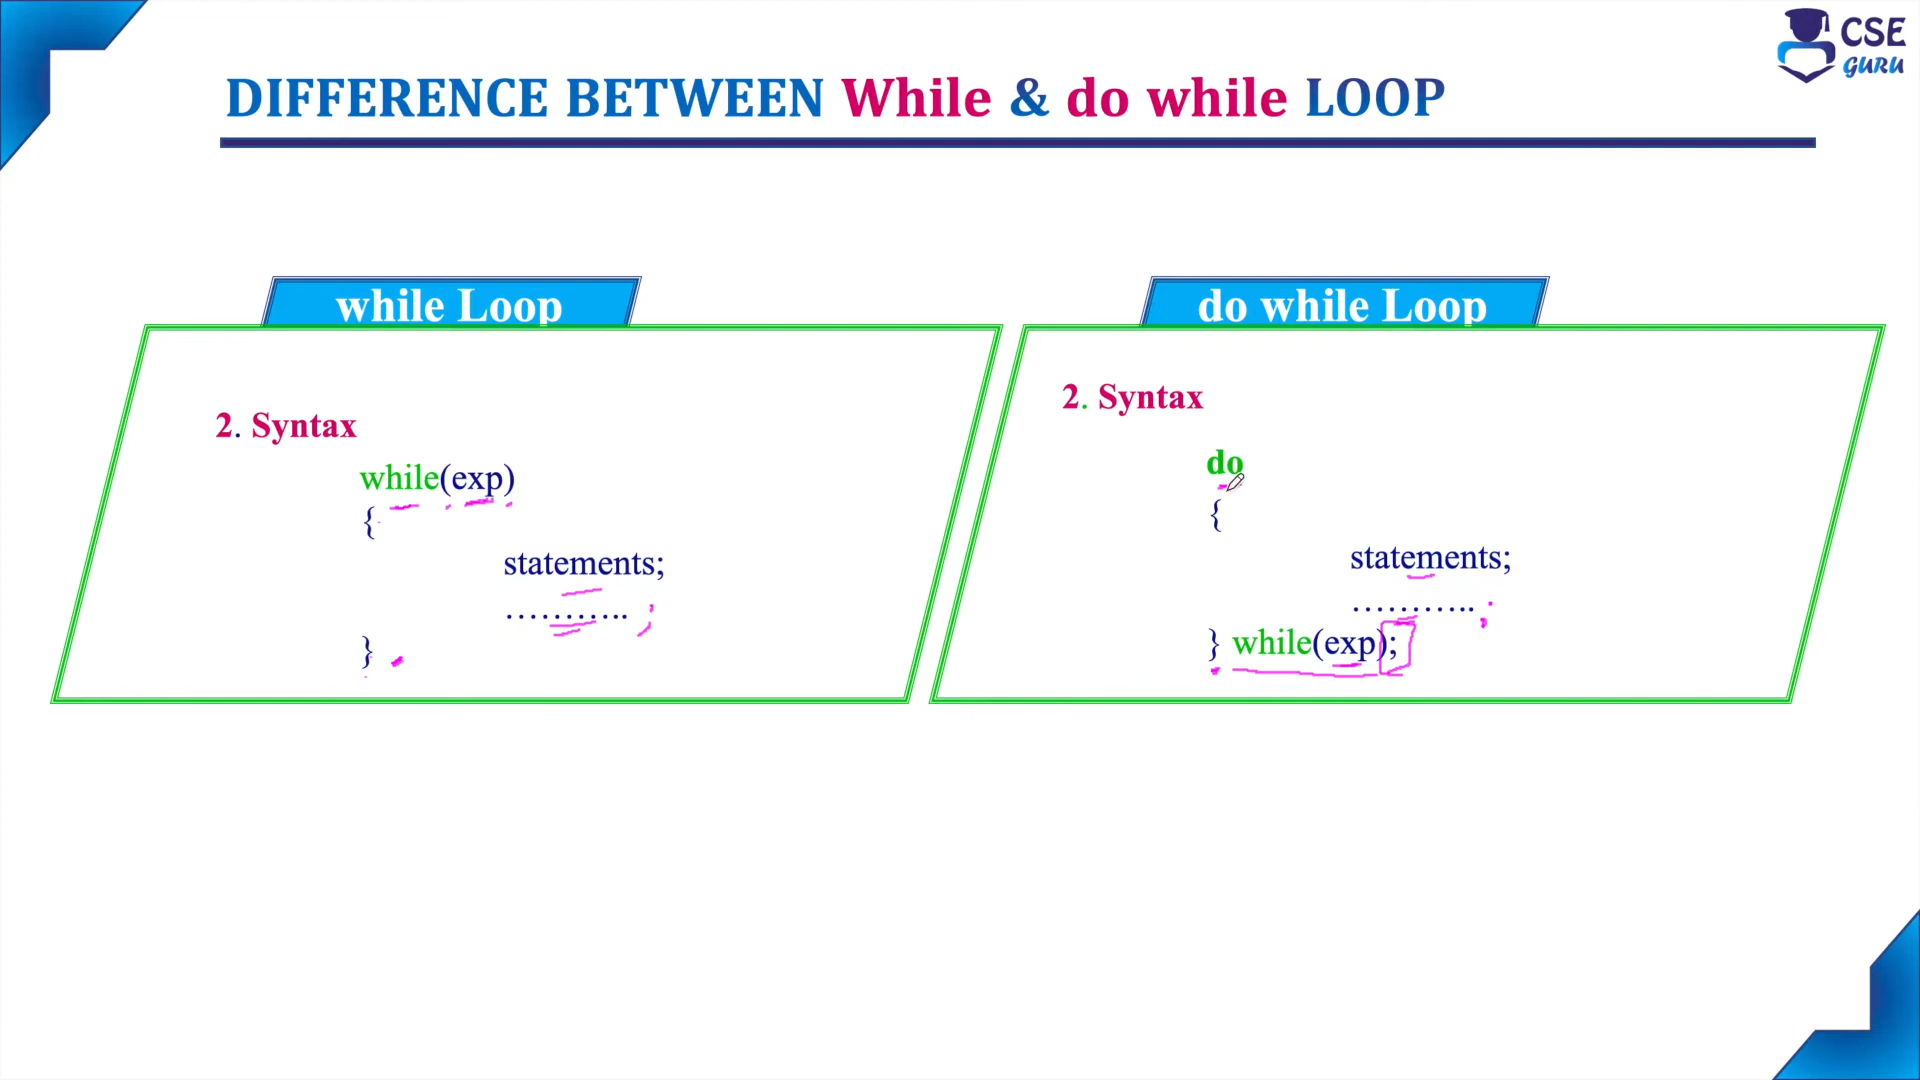 CSE
GURU
DIFFERENCE BETWEEN While & do while LOOP
while Loop
2. Syntax
while(exp)
{
statements;
………..
}
do while Loop
2. Syntax
do
{
statements;
………..
} while(exp);